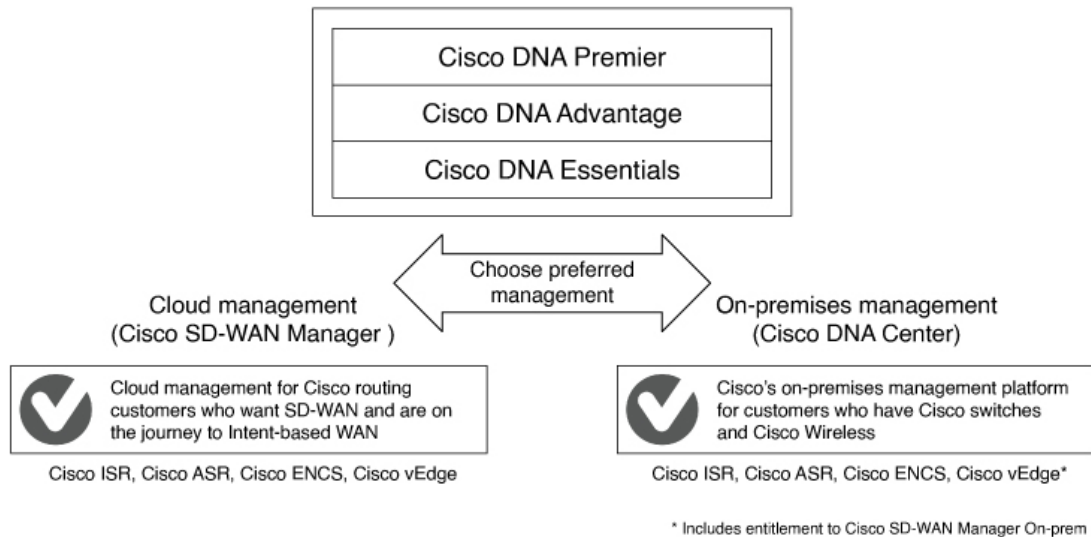 Cisco DNA Premier
Cisco DNA Advantage
Cisco DNA Essentials
Choose preferred
management
Cloud management
(Cisco SD-WAN Manager )
On-premises management
(Cisco DNA Center)
Cloud management for Cisco routing
customers who want SD-WAN and are on
the journey to Intent-based WAN
Cisco's on-premises management platform
for customers who have Cisco switches
and Cisco Wireless
Cisco ISR, Cisco ASR, Cisco ENCS, Cisco vEdge
Cisco ISR, Cisco ASR, Cisco ENCS, Cisco vEdge*
* Includes entitlement to Cisco SD-WAN Manager On-prem